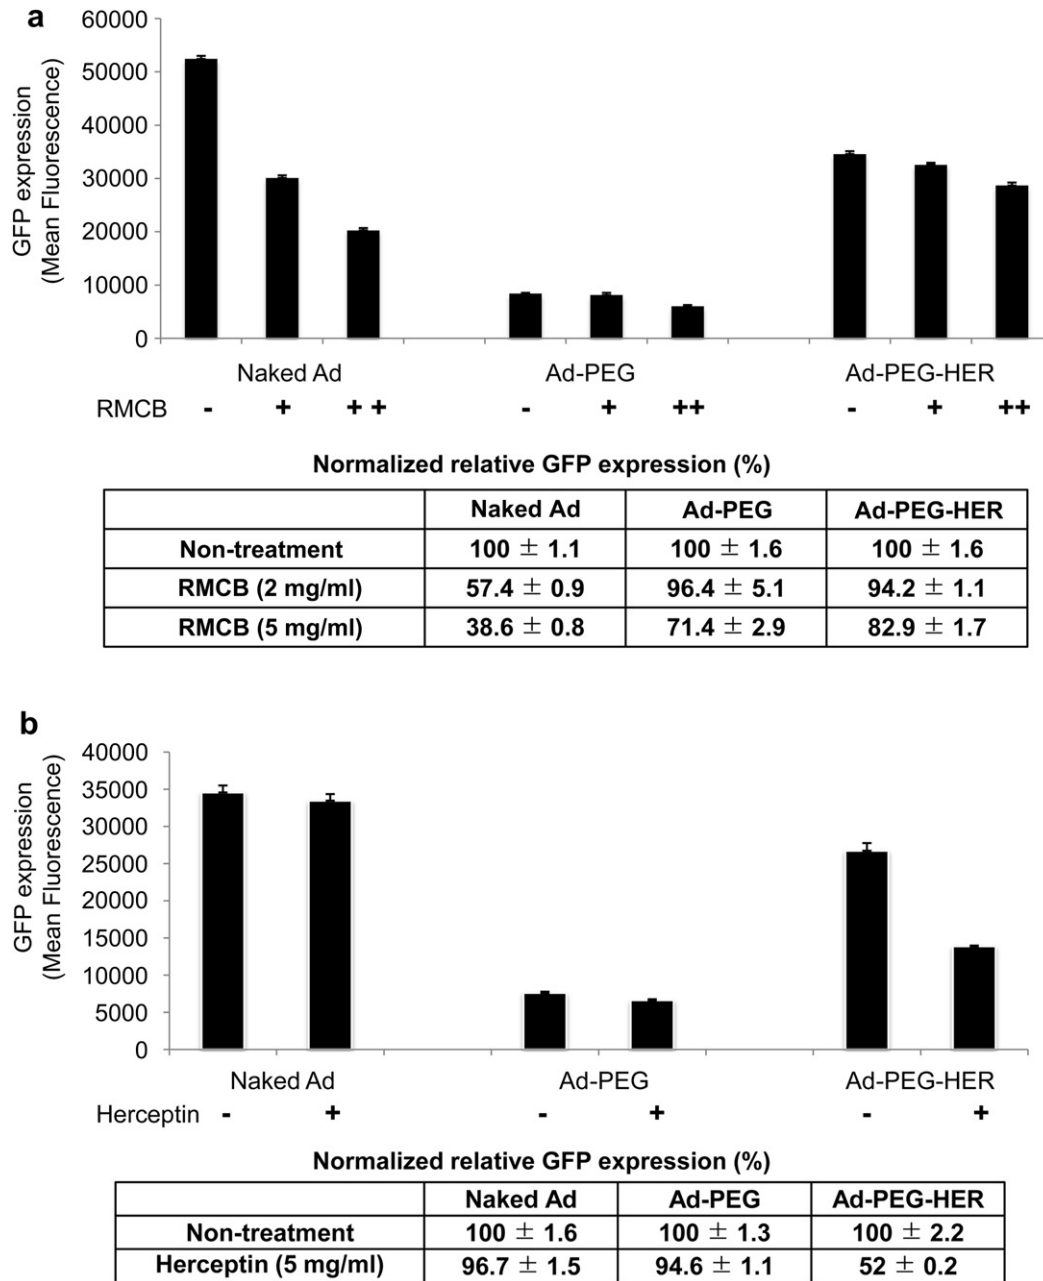 a
60000
50000
40000
30000
20000
10000
0
GFP expression
(Mean Fluorescence)
Naked Ad Ad-PEG Ad-PEG-HER
RMCB - + + + - + ++ - + ++
Normalized relative GFP expression (%)
Naked Ad Ad-PEG Ad-PEG-HER
Non-treatment 100 ± 1.1 100 ± 1.6 100 ± 1.6
RMCB (2 mg/ml) 57.4 ± 0.9 96.4 ± 5.1 94.2 ± 1.1
RMCB (5 mg/ml) 38.6 ± 0.8 71.4 ± 2.9 82.9 ± 1.7
b
40000
35000
30000
25000
20000
15000
10000
5000
0
GFP expression
(Mean Fluorescence)
Naked Ad Ad-PEG Ad-PEG-HER
Herceptin - + - + - +
Normalized relative GFP expression (%)
Naked Ad Ad-PEG Ad-PEG-HER
Non-treatment 100 ± 1.6 100 ± 1.3 100 ± 2.2
Herceptin (5 mg/ml) 96.7 ± 1.5 94.6 ± 1.1 52 ± 0.2